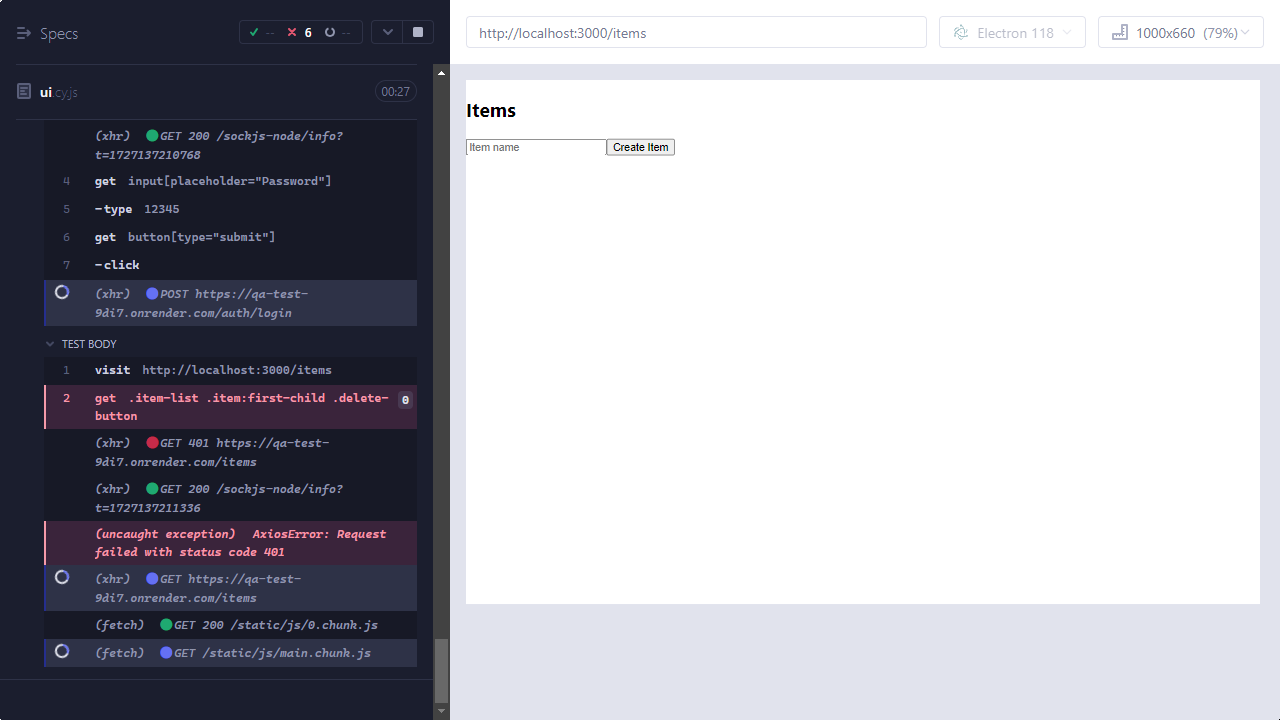 Specs
-- 6 --
ui.cy.js
00:27
(xhr) GET 200 /sockjs-node/info?
t=1727137210768
4 get input[placeholder="Password"]
5 -type 12345
6 get button[type="submit"]
7 -click
(xhr) POST https://qa-test-
9di7.onrender.com/auth/login
TEST BODY
1 visit http://localhost:3000/items
2 get .item-list .item:first-child .delete- 0
button
(xhr) GET 401 https://qa-test-
9di7.onrender.com/items
(xhr) GET 200 /sockjs-node/info?
t=1727137211336
(uncaught exception) AxiosError: Request
failed with status code 401
(xhr) GET https://qa-test-
9di7.onrender.com/items
(fetch) GET 200 /static/js/0.chunk.js
(fetch) GET /static/js/main.chunk.js
http://localhost:3000/items
Electron 118
1000x660 (79%)
Items
Item name
Create Item